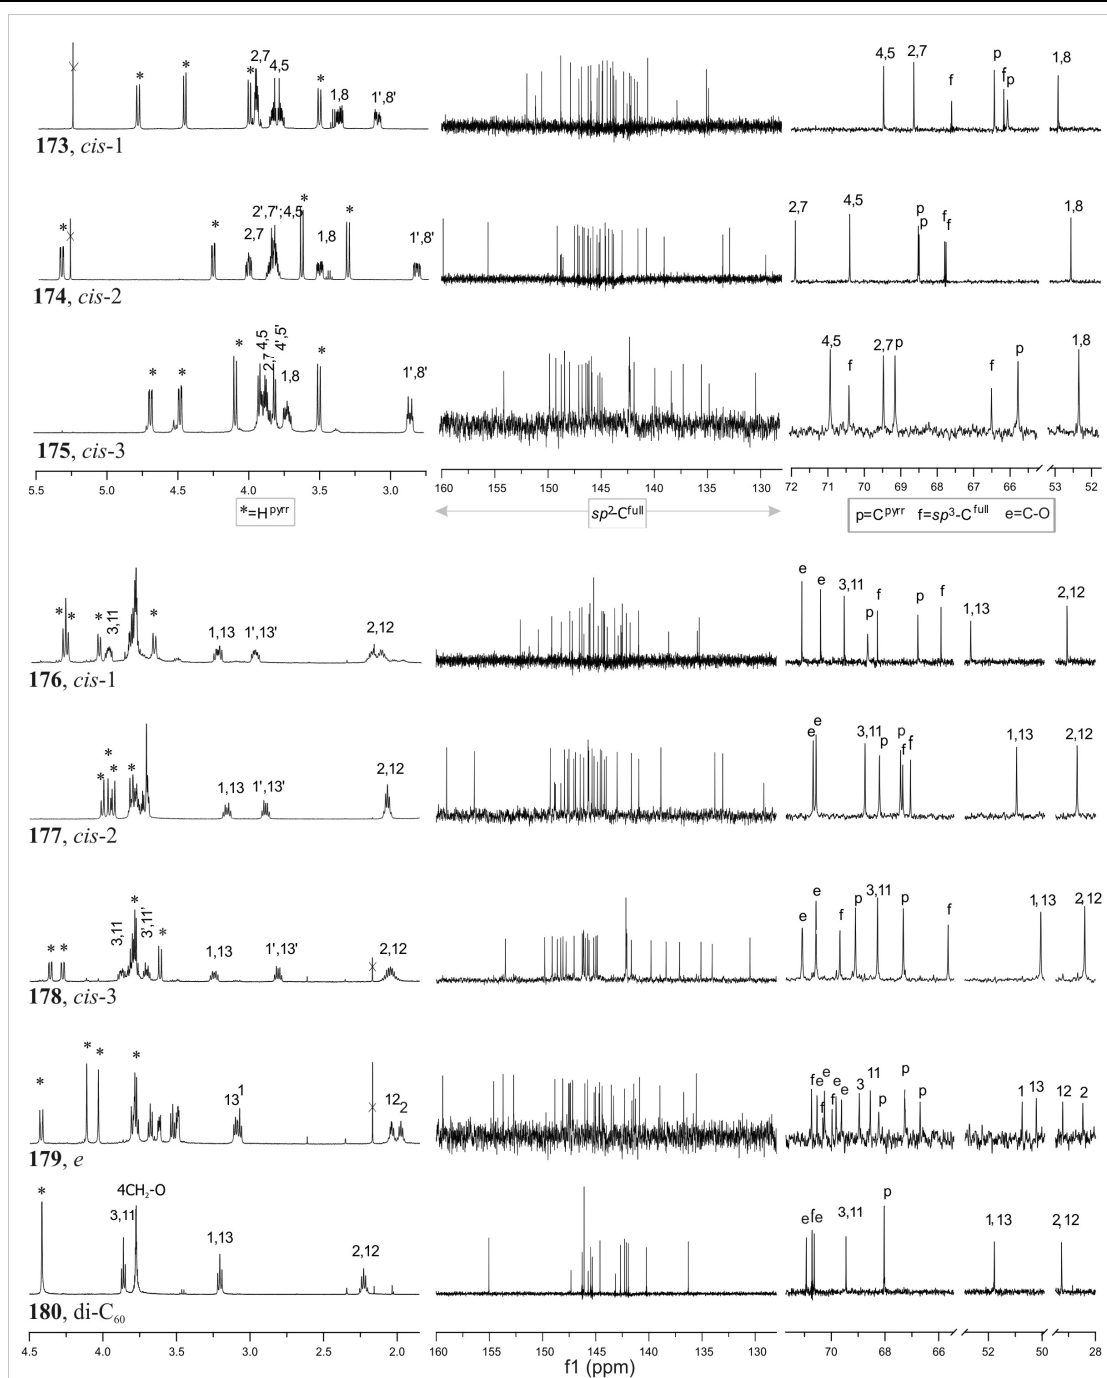 2,7 4,5 2,7 p 1,8
* * * 4,5 * f f p
1,8 1',8'
173, cis-1
* * 2',7';4,5 * * 2,7 4,5 p p f f 1,8
2,7 1,8 1',8'
174, cis-2
* * * 2,7 4,5 4',5' * 4,5 f 2,7 p f p 1,8
1,8 1',8'
175, cis-3
5.5 5.0 4.5 4.0 3.5 3.0 160 155 150 145 140 135 130 72 71 70 69 68 67 66 53 52
*=Hpyrr sp2-Cfull p=Cpyrr f=sp3-Cfull e=C-O
* * * 3,11 * e e 3,11 p f p f 1,13 2,12
1,13 1',13' 2,12
176, cis-1
* * * * e e 3,11 p p f f 1,13 2,12
1,13 1',13' 2,12
177, cis-2
* * 3,11 * 3',11' * e e f p 3,11 p f 1,13 2,12
1,13 1',13' 2,12
178, cis-3
* * * * f e e f e e 3 11 p p p 1 13 12 2
13 1 12 2
179, e
* 4CH2-O p
3,11 1,13 2,12 e f e 3,11 1,13 2,12
180, di-C60
4.5 4.0 3.5 3.0 2.5 2.0 160 155 150 145 140 135 130 70 68 66 52 50 28
f1 (ppm)